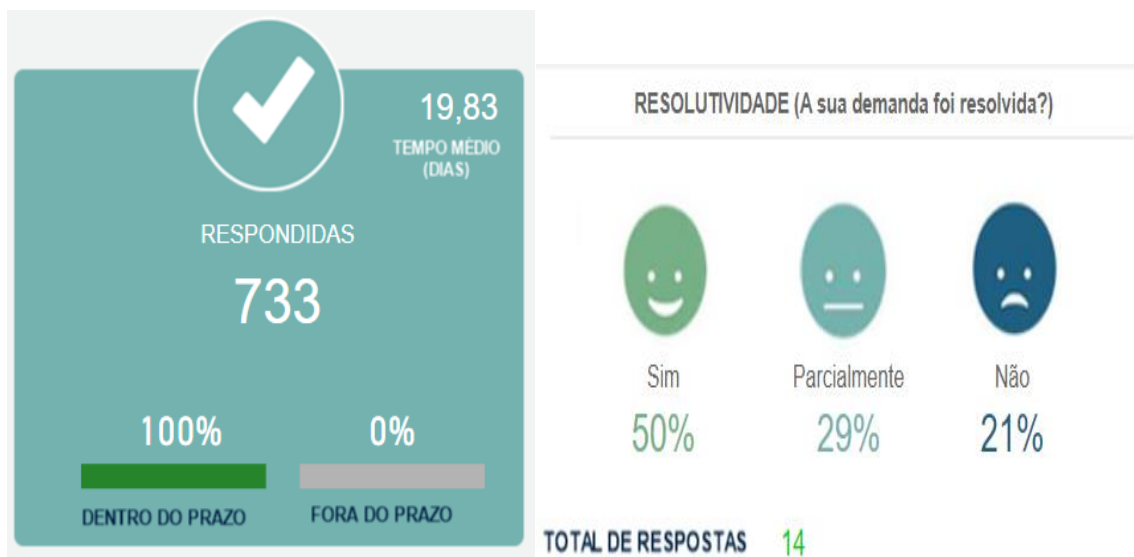 19,83
TEMPO MÉDIO
(DIAS)
RESPONDIDAS
733
100% 0%
DENTRO DO PRAZO FORA DO PRAZO
RESOLUTIVIDADE (A sua demanda foi resolvida?)
Sim Parcialmente Não
50% 29% 21%
TOTAL DE RESPOSTAS 14